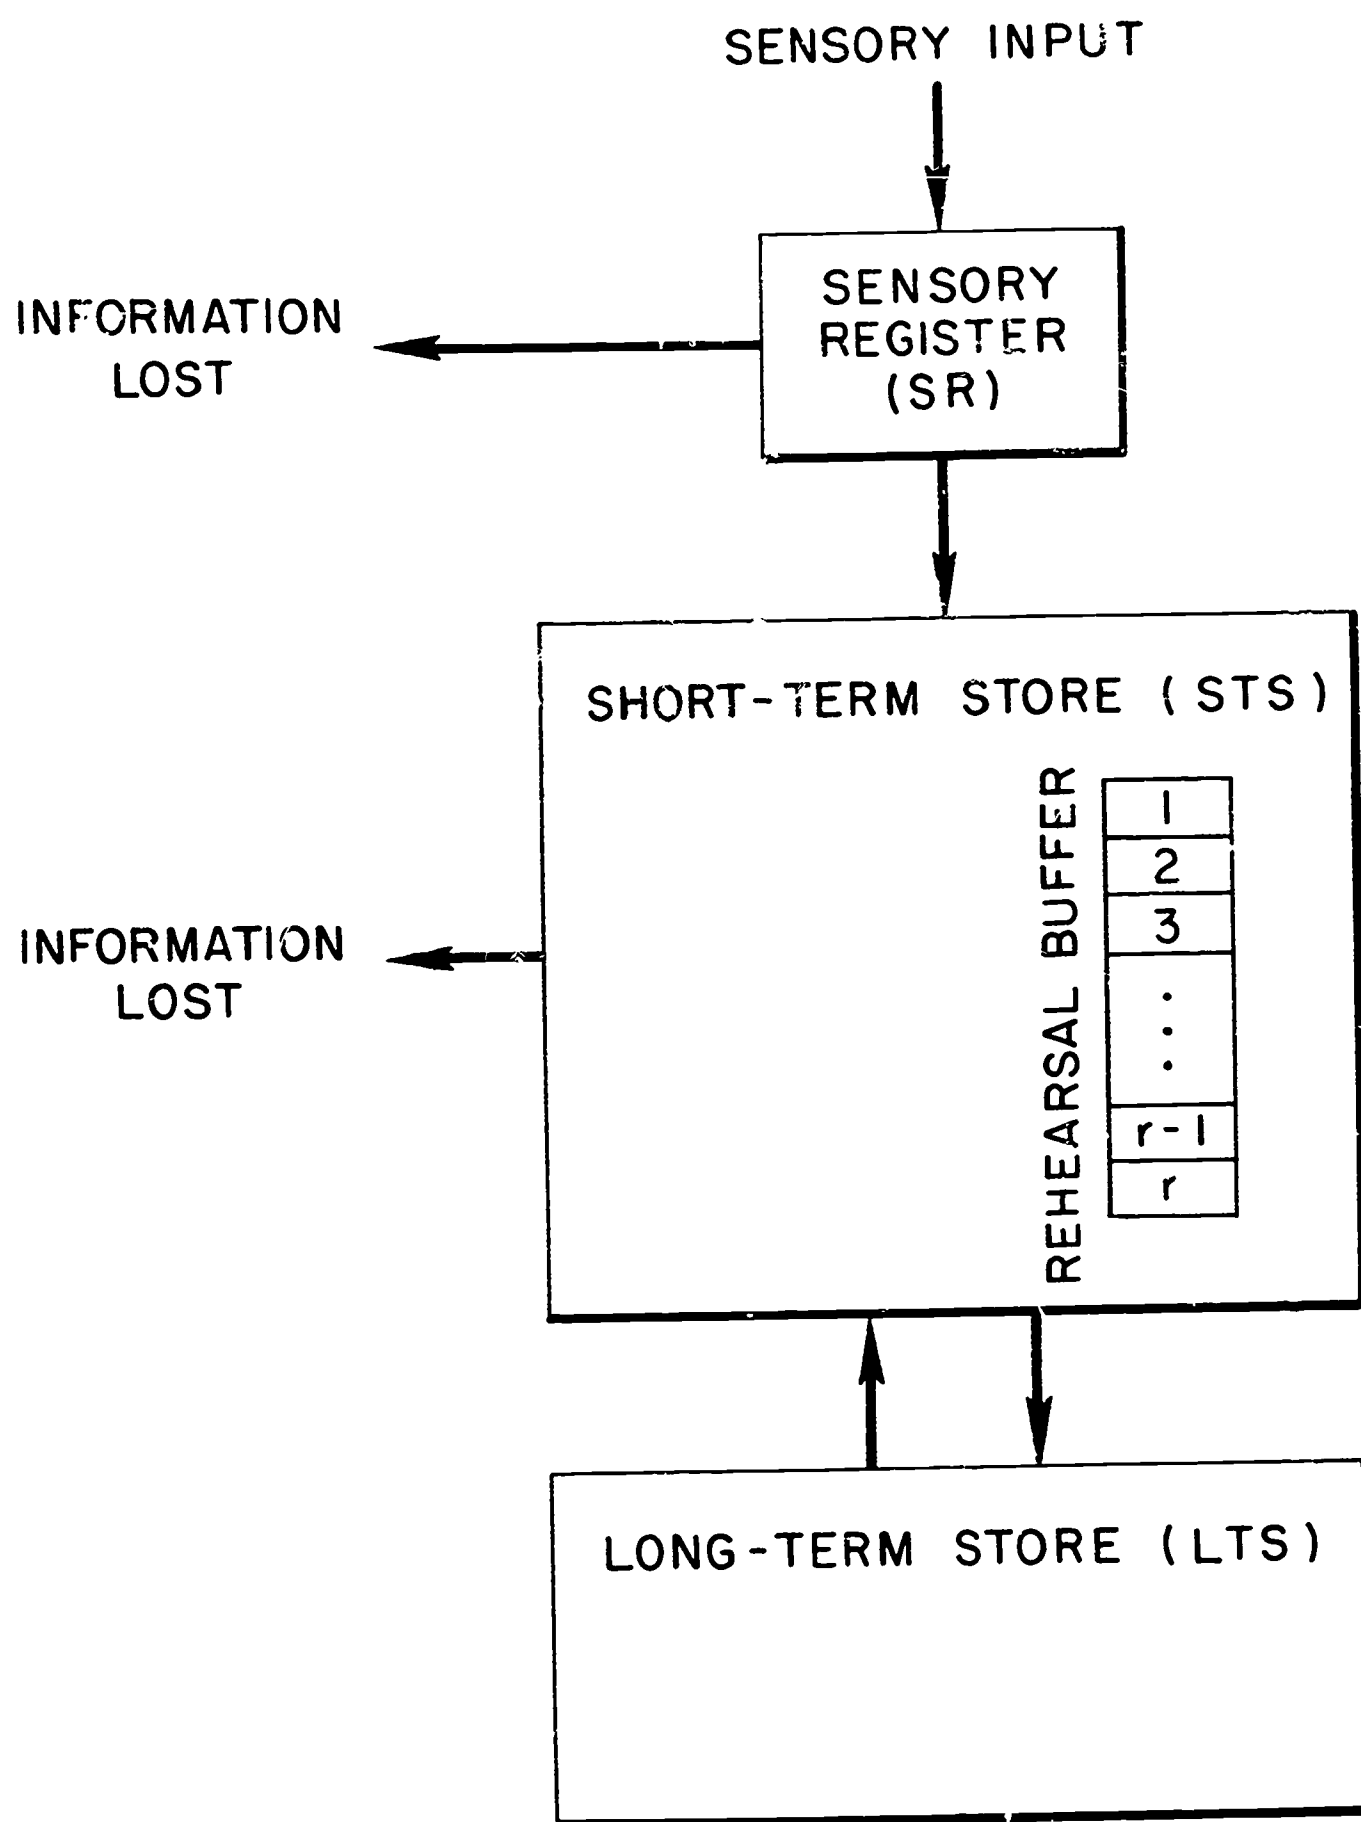 SENSORY INPUT
SENSORY
REGISTER
(SR)
INFORMATION
LOST
SHORT-TERM STORE (STS)
REHEARSAL BUFFER
1
2
3
.
.
.
r-1
r
INFORMATION
LOST
LONG-TERM STORE (LTS)